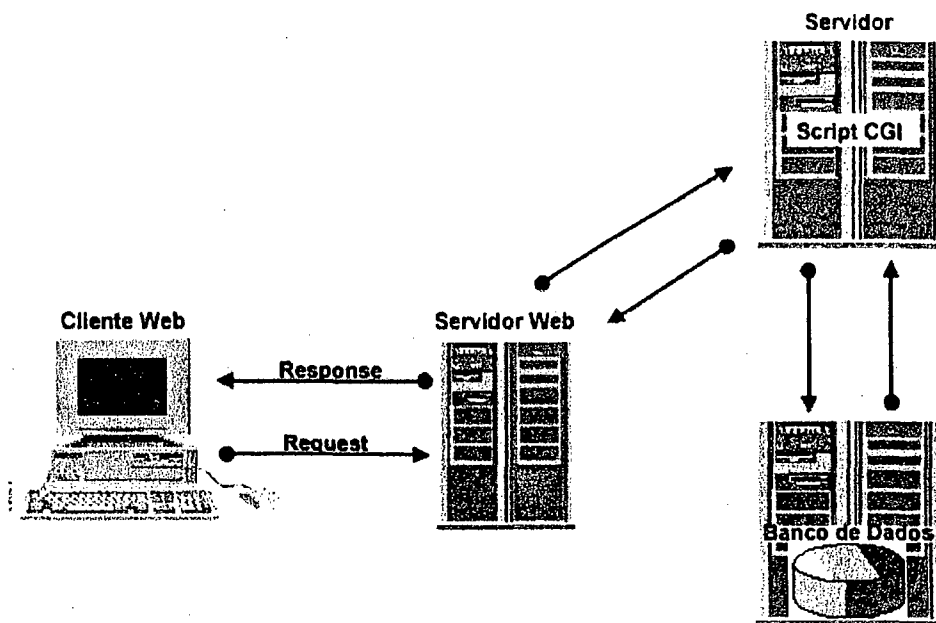 Servidor
Script CGI
Cliente Web
Servidor Web
Response
Request
Banco de Dados